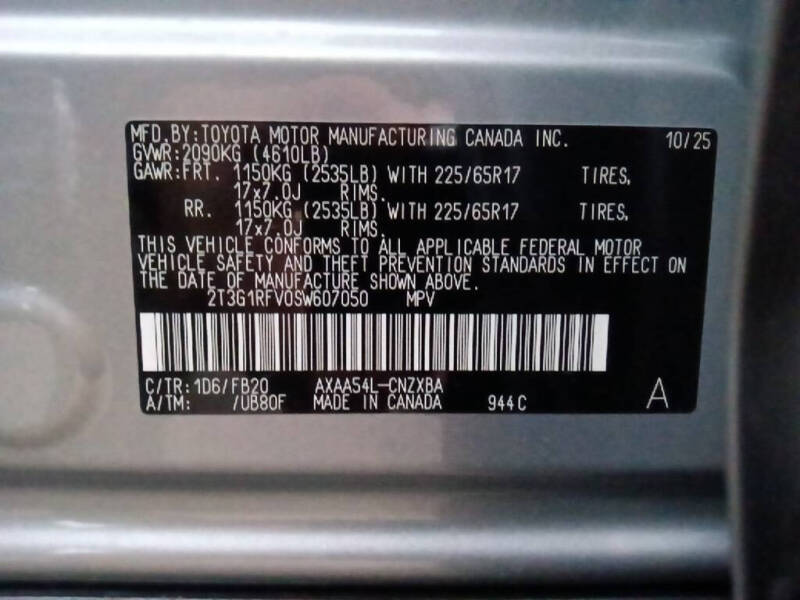 MFD.BY:TOYOTA MOTOR MANUFACTURING CANADA INC. 10/25
GVWR:2090KG (4610LB)
GAWR:FRT. 1150KG (2535LB) WITH 225/65R17 TIRES,
17x7.0J RIMS.
RR. 1150KG (2535LB) WITH 225/65R17 TIRES,
17x7.0J RIMS.
THIS VEHICLE CONFORMS TO ALL APPLICABLE FEDERAL MOTOR
VEHICLE SAFETY AND THEFT PREVENTION STANDARDS IN EFFECT ON
THE DATE OF MANUFACTURE SHOWN ABOVE.
2T3G1RFV0SW607050 MPV
C/TR:1D6/FB20 AXAA54L-CNZXBA
A/TM: /UB80F MADE IN CANADA 944C A